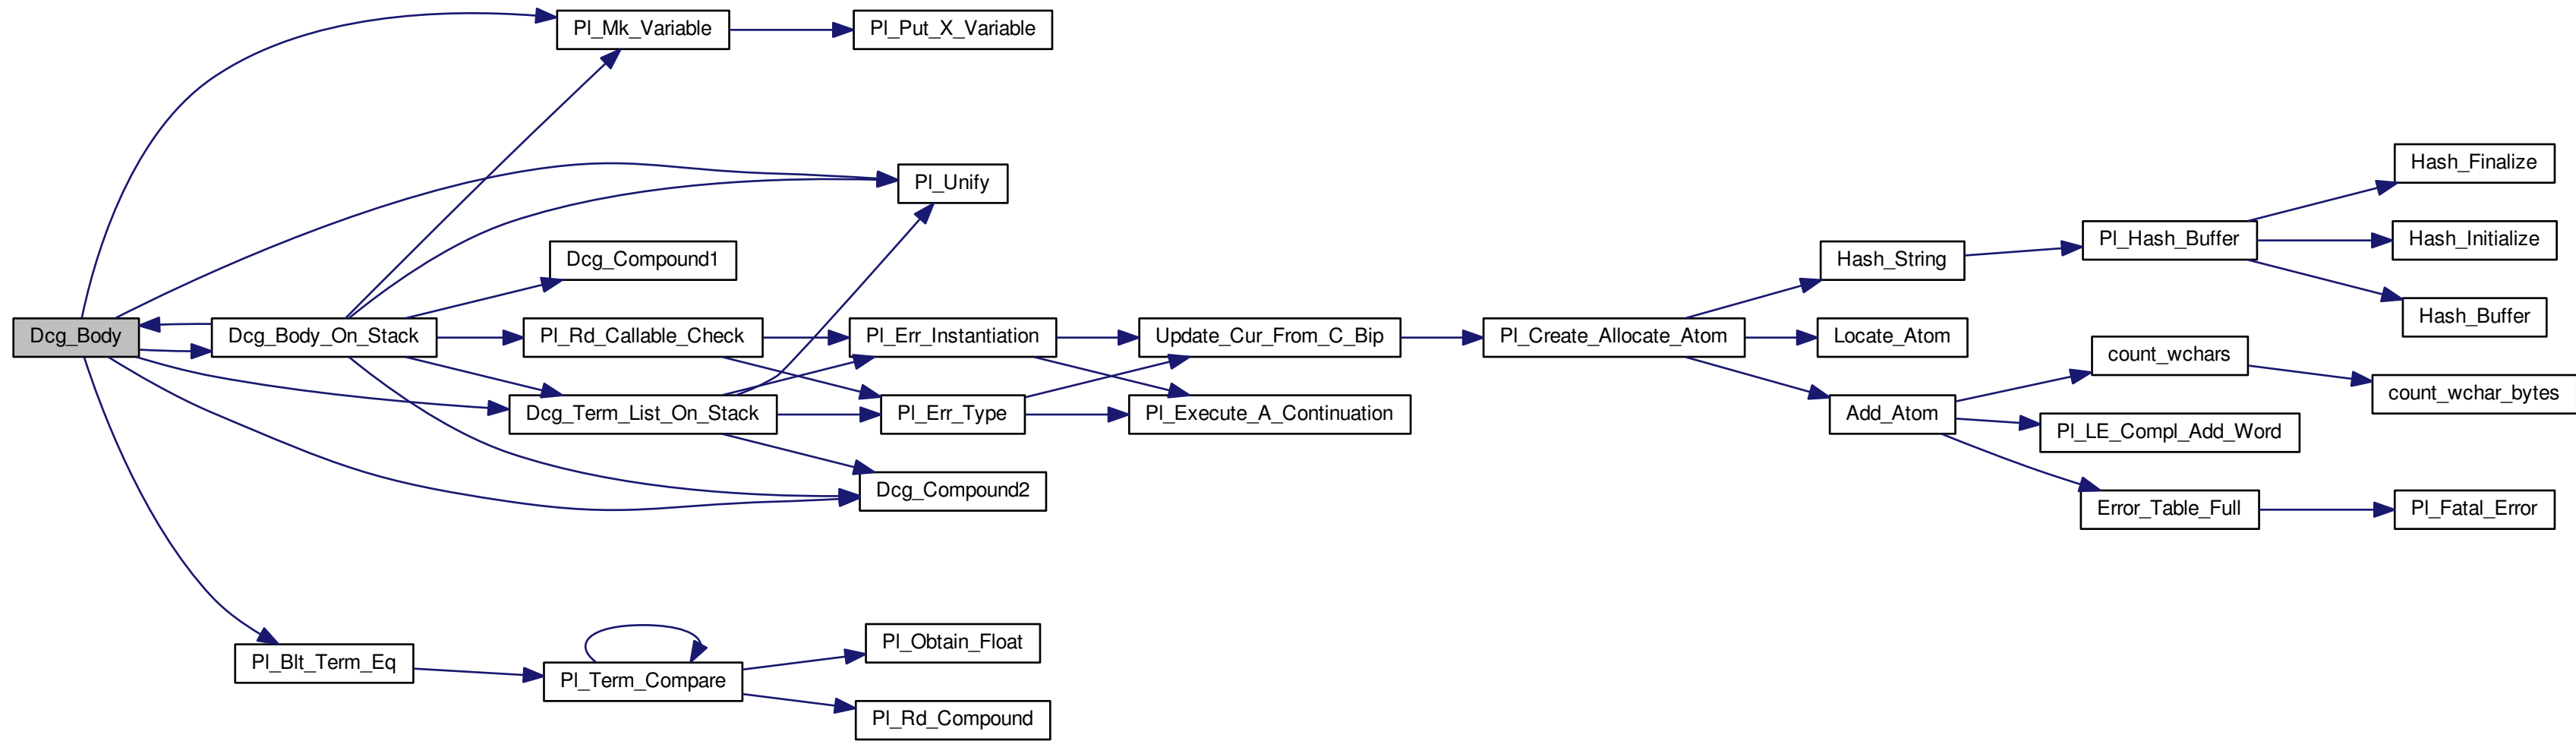 Pl_Mk_Variable
Pl_Put_X_Variable
Hash_Finalize
Pl_Unify
Pl_Hash_Buffer
Hash_Initialize
Dcg_Compound1
Hash_String
Hash_Buffer
Dcg_Body
Dcg_Body_On_Stack
Pl_Rd_Callable_Check
Pl_Err_Instantiation
Update_Cur_From_C_Bip
Pl_Create_Allocate_Atom
Locate_Atom
count_wchars
count_wchar_bytes
Dcg_Term_List_On_Stack
Pl_Err_Type
Pl_Execute_A_Continuation
Add_Atom
Pl_LE_Compl_Add_Word
Dcg_Compound2
Error_Table_Full
Pl_Fatal_Error
Pl_Blt_Term_Eq
Pl_Term_Compare
Pl_Obtain_Float
Pl_Rd_Compound